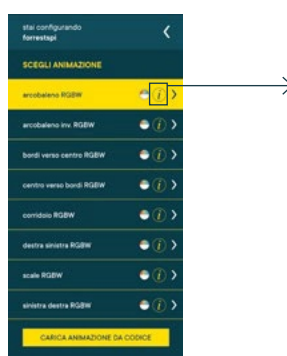 stai configurando
forrestspi
SCEGLI ANIMAZIONE
arcobaleno RGBW
arcobaleno inv. RGBW
bordi verso centro RGBW
centro verso bordi RGBW
corridoio RGBW
destra sinistra RGBW
scale RGBW
sinistra destra RGBW
CARICA ANIMAZIONE DA CODICE